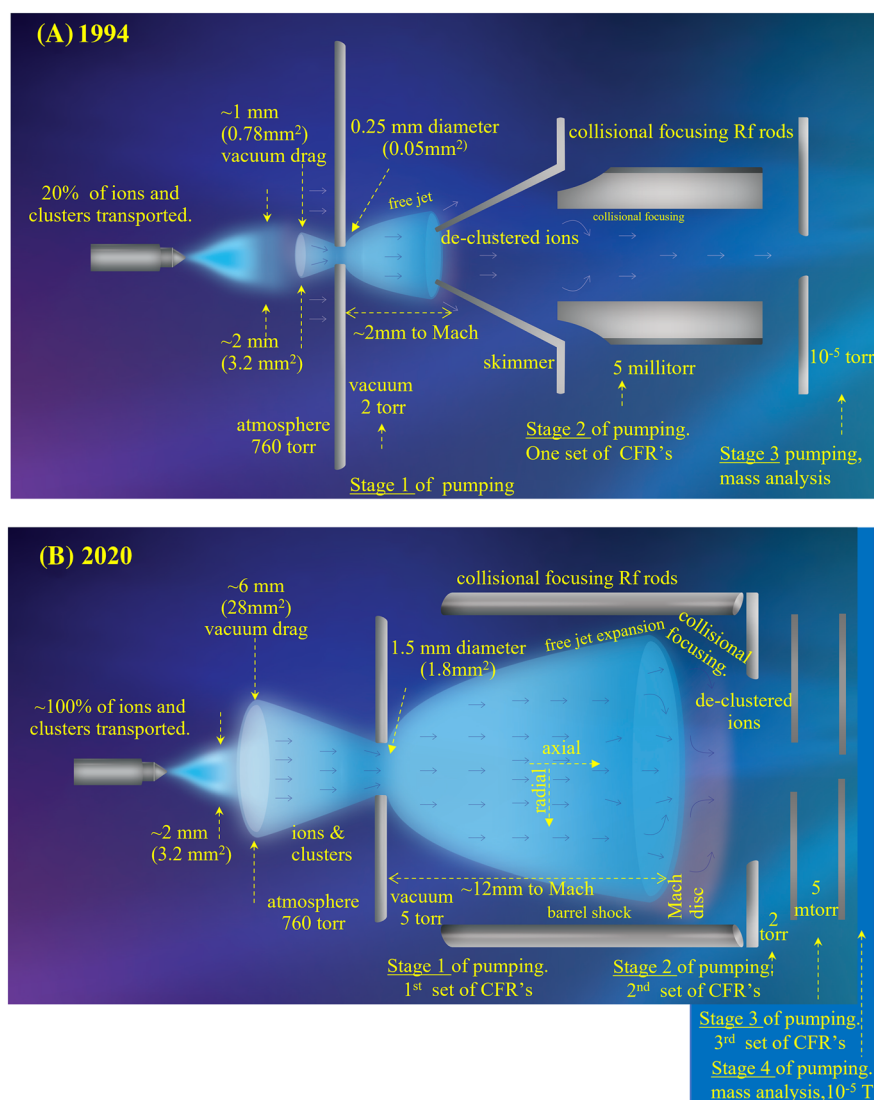 (A) 1994
~1 mm
(0.78mm²)
vacuum drag
0.25 mm diameter
(0.05mm²)
collisional focusing Rf rods
20% of ions and
clusters transported.
free jet
collisional focusing
de-clustered ions
~2mm to Mach
~2 mm
(3.2 mm²)
skimmer
5 millitorr
10⁻⁵ torr
vacuum
2 torr
atmosphere
760 torr
Stage 2 of pumping.
One set of CFR's
Stage 3 pumping,
mass analysis
Stage 1 of pumping
(B) 2020
collisional focusing Rf rods
~6 mm
(28mm²)
vacuum drag
1.5 mm diameter
(1.8mm²)
free jet expansion
collisional
focusing.
~100% of ions and
clusters transported.
de-clustered
ions
axial
radial
~2 mm
(3.2 mm²)
ions &
clusters
~12mm to Mach
Mach
disc
atmosphere
760 torr
vacuum
5 torr
barrel shock
2
torr
5
mtorr
Stage 1 of pumping.
1st set of CFR's
Stage 2 of pumping
2nd set of CFR's
Stage 3 of pumping.
3rd set of CFR's
Stage 4 of pumping.
mass analysis,10⁻⁵ T